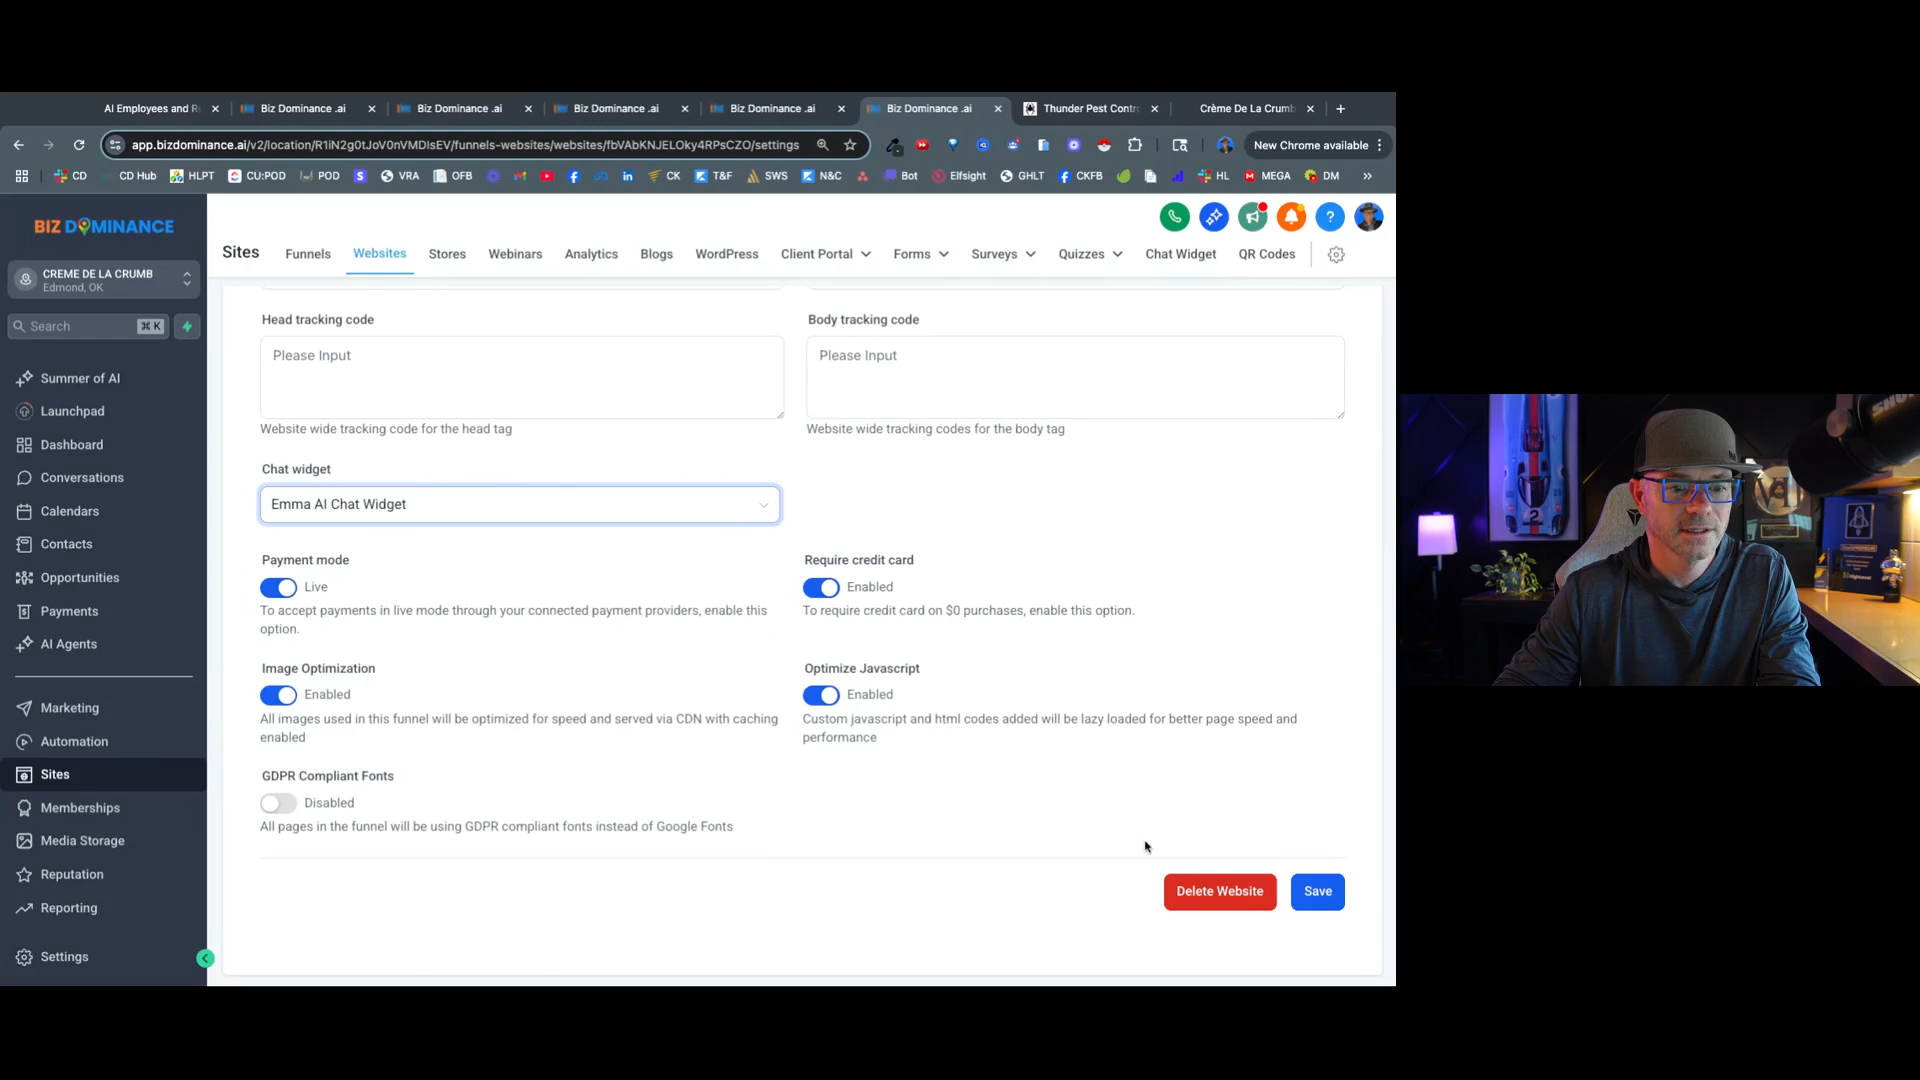 AI Employees and R
Biz Dominance .ai
Biz Dominance .ai
Biz Dominance .ai
Biz Dominance .ai
Biz Dominance .ai
Thunder Pest Contr
Crème De La Crumb
app.bizdominance.ai/v2/location/R1iN2g0tJoV0nVMDIsEV/funnels-websites/websites/fbVAbKNJELOky4RPsCZO/settings
New Chrome available
CD
CD Hub
HLPT
CU:POD
POD
VRA
OFB
CK
T&F
SWS
N&C
Bot
Elfsight
GHLT
CKFB
HL
MEGA
DM
BIZ DOMINANCE
CREME DE LA CRUMB
Edmond, OK
Search
⌘ K
Summer of AI
Launchpad
Dashboard
Conversations
Calendars
Contacts
Opportunities
Payments
AI Agents
Marketing
Automation
Sites
Memberships
Media Storage
Reputation
Reporting
Settings
Sites
Funnels
Websites
Stores
Webinars
Analytics
Blogs
WordPress
Client Portal
Forms
Surveys
Quizzes
Chat Widget
QR Codes
Head tracking code
Please Input
Website wide tracking code for the head tag
Body tracking code
Please Input
Website wide tracking codes for the body tag
Chat widget
Emma AI Chat Widget
Payment mode
Live
To accept payments in live mode through your connected payment providers, enable this
option.
Require credit card
Enabled
To require credit card on $0 purchases, enable this option.
Image Optimization
Enabled
All images used in this funnel will be optimized for speed and served via CDN with caching
enabled
Optimize Javascript
Enabled
Custom javascript and html codes added will be lazy loaded for better page speed and
performance
GDPR Compliant Fonts
Disabled
All pages in the funnel will be using GDPR compliant fonts instead of Google Fonts
Delete Website
Save